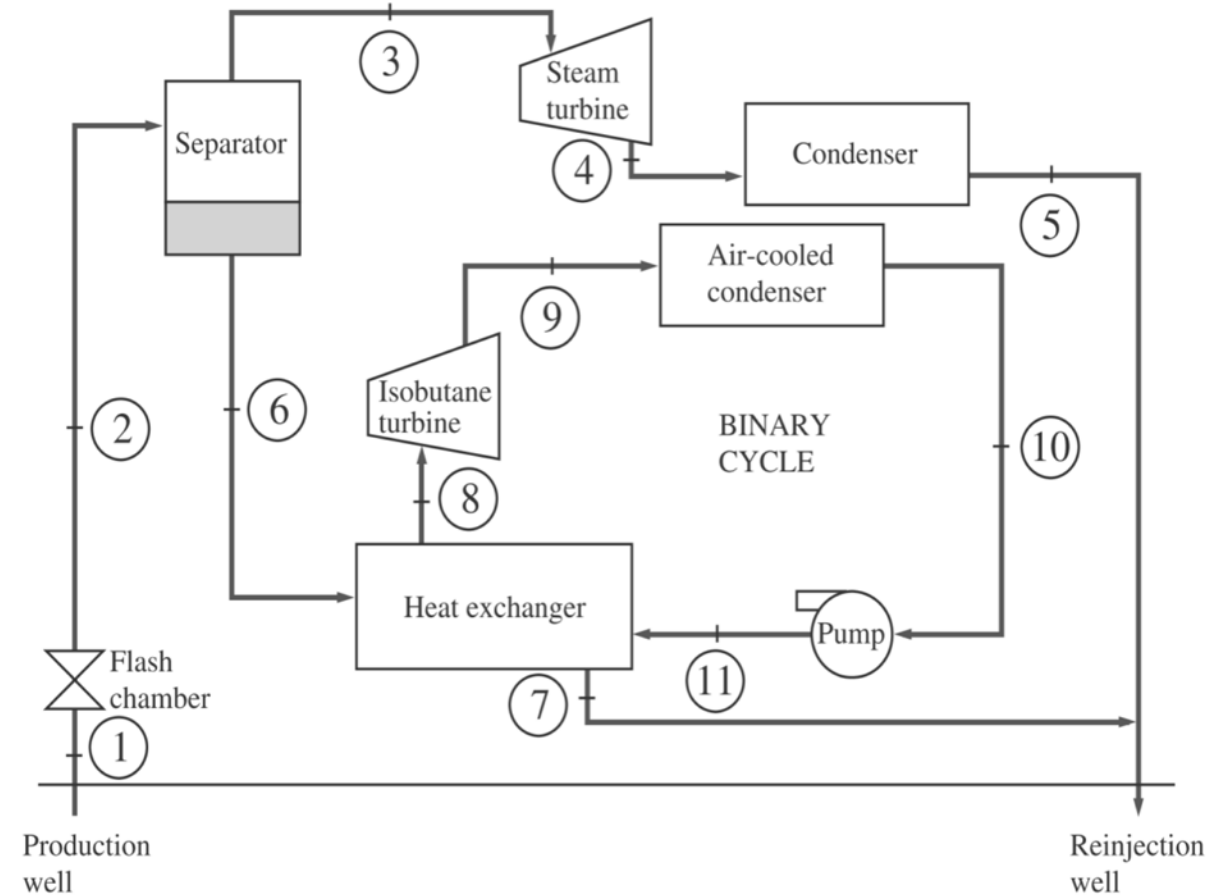 3
Steam
turbine
Separator
4
Condenser
5
Air-cooled
condenser
9
Isobutane
turbine
2
6
BINARY
CYCLE
10
8
Heat exchanger
Pump
Flash
chamber
7
11
1
Production
well
Reinjection
well